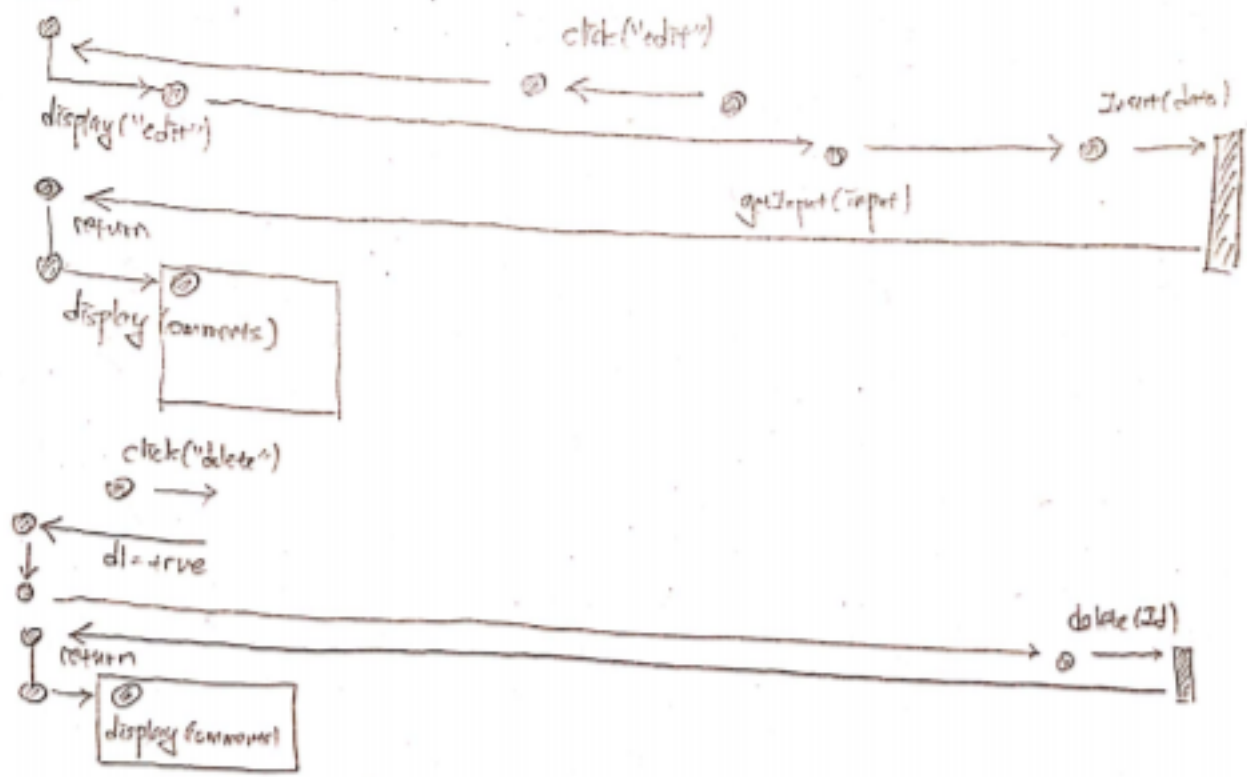 click("edit")
Insert(data)
display("edit")
getInput(input)
return
display (comments)
click("delete")
dl=true
delete(Id)
return
display